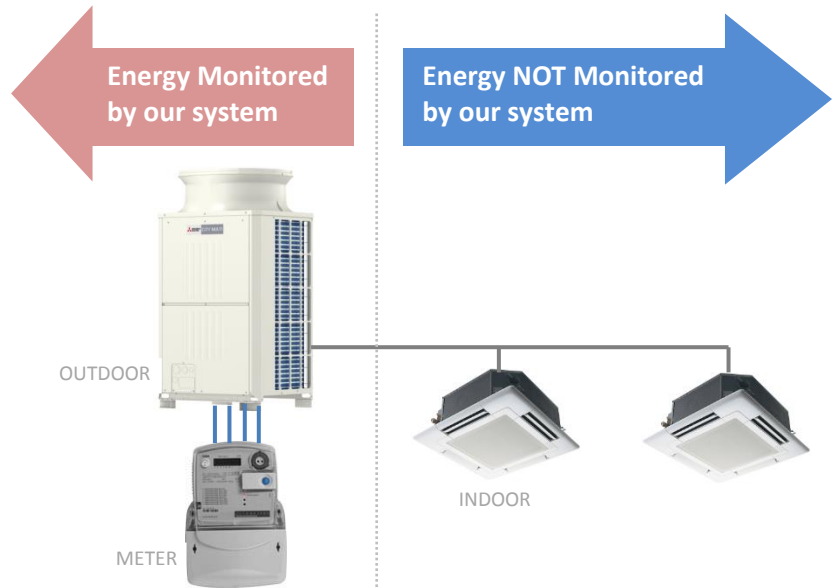 Energy Monitored
by our system
Energy NOT Monitored
by our system
OUTDOOR
INDOOR
METER